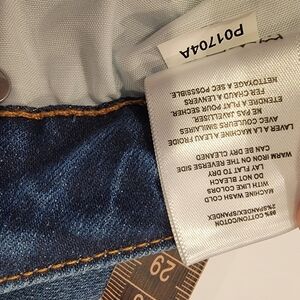 98% COTTON/COTON
2% SPANDEX/SPANDEX
MACHINE WASH COLD
WITH LIKE COLORS
DO NOT BLEACH
LAY FLAT TO DRY
WARM IRON ON THE REVERSE SIDE
CAN BE DRY CLEANED
LAVER A LA MACHINE A L'EAU FROID
AVEC COULEURS SIMILAIRES
NE PAS JAVELLISER
ETENDRE A PLAT POUR SECHER
FER CHAUD A L'ENVERS
NETTOYAGE A SEC POSSIBLE
P01704A
29
21